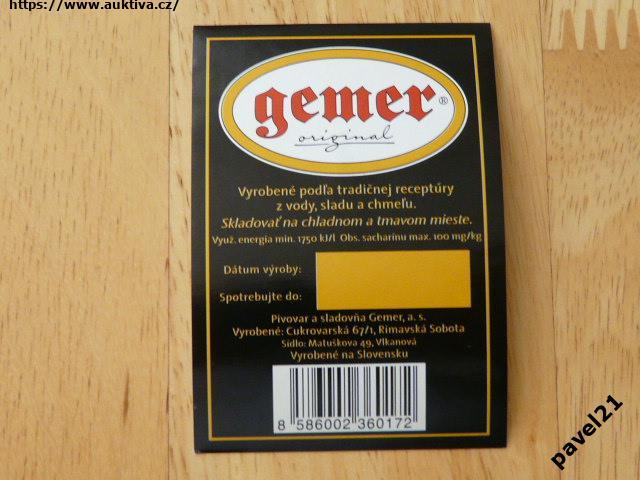 https://www.auktiva.cz/
gemer®
original
Vyrobené podľa tradičnej receptúry
z vody, sladu a chmeľu.
Skladovať na chladnom a tmavom mieste.
Využ. energia min. 1750 kJ/l Obs. sacharínu max. 100 mg/kg
Dátum výroby:
Spotrebujte do:
Pivovar a sladovňa Gemer, a. s.
Vyrobené: Cukrovarská 67/1, Rimavská Sobota
Sídlo: Matuškova 49, Vlkanová
Vyrobené na Slovensku
8 586002 360172
pavel21